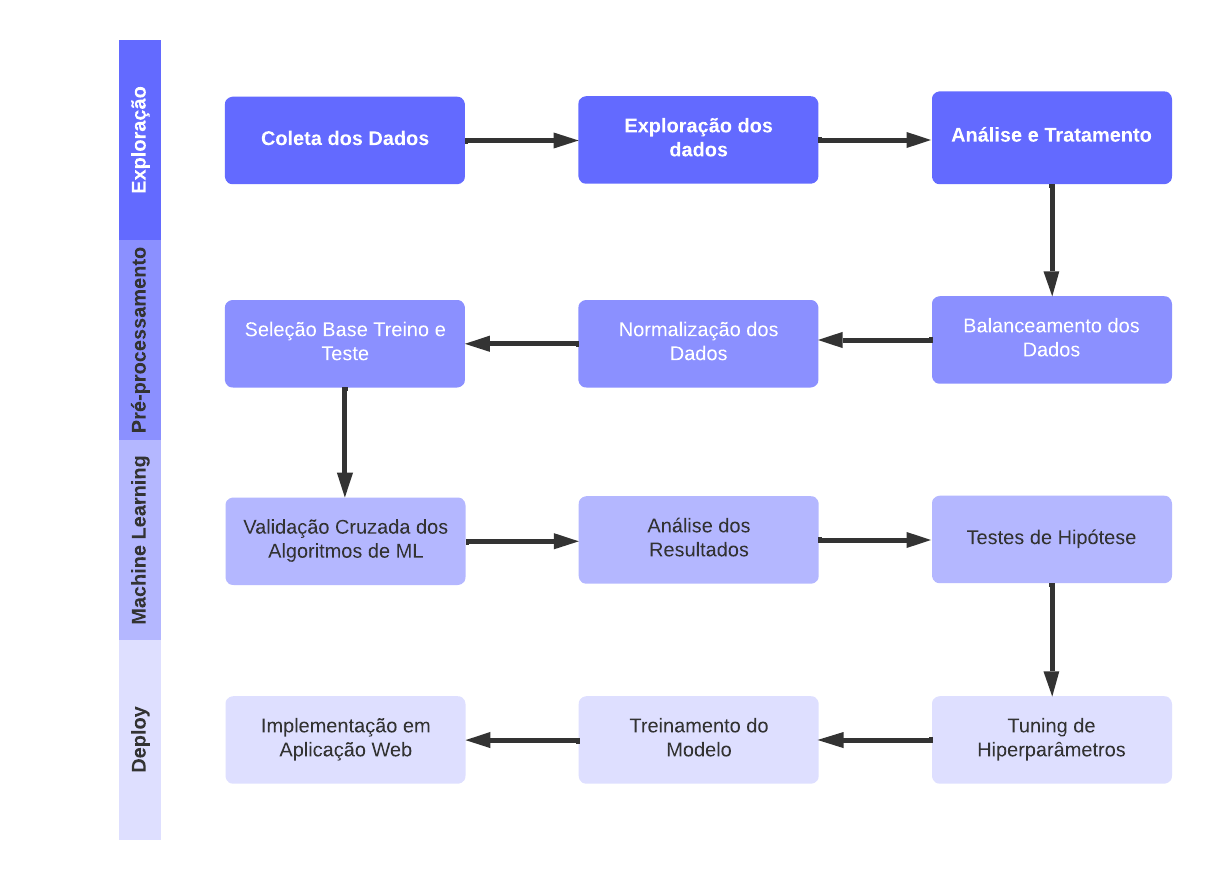 Exploração
Coleta dos Dados
Exploração dos
dados
Análise e Tratamento
Pré-processamento
Seleção Base Treino e
Teste
Normalização dos
Dados
Balanceamento dos
Dados
Machine Learning
Validação Cruzada dos
Algoritmos de ML
Análise dos
Resultados
Testes de Hipótese
Deploy
Implementação em
Aplicação Web
Treinamento do
Modelo
Tuning de
Hiperparâmetros